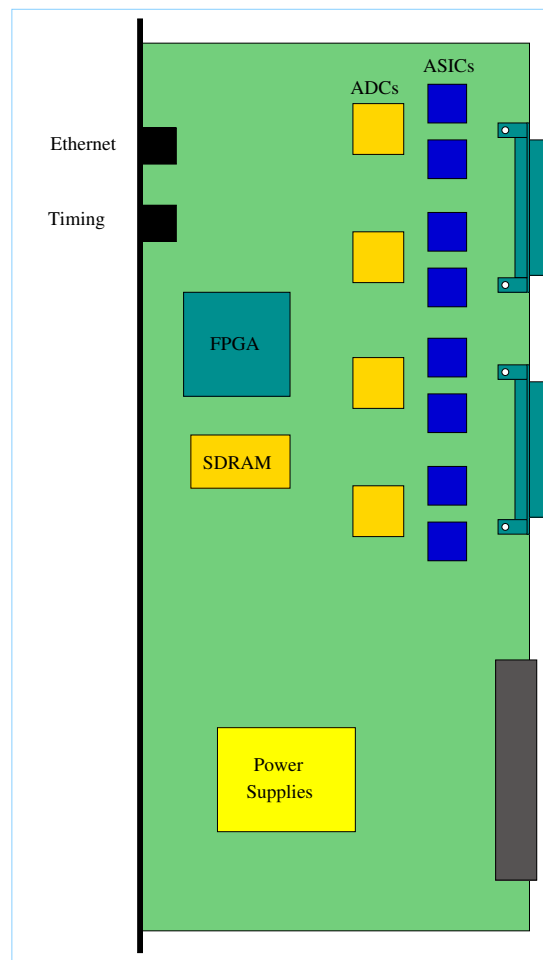 ASICs
ADCs
Ethernet
Timing
FPGA
SDRAM
Power
Supplies